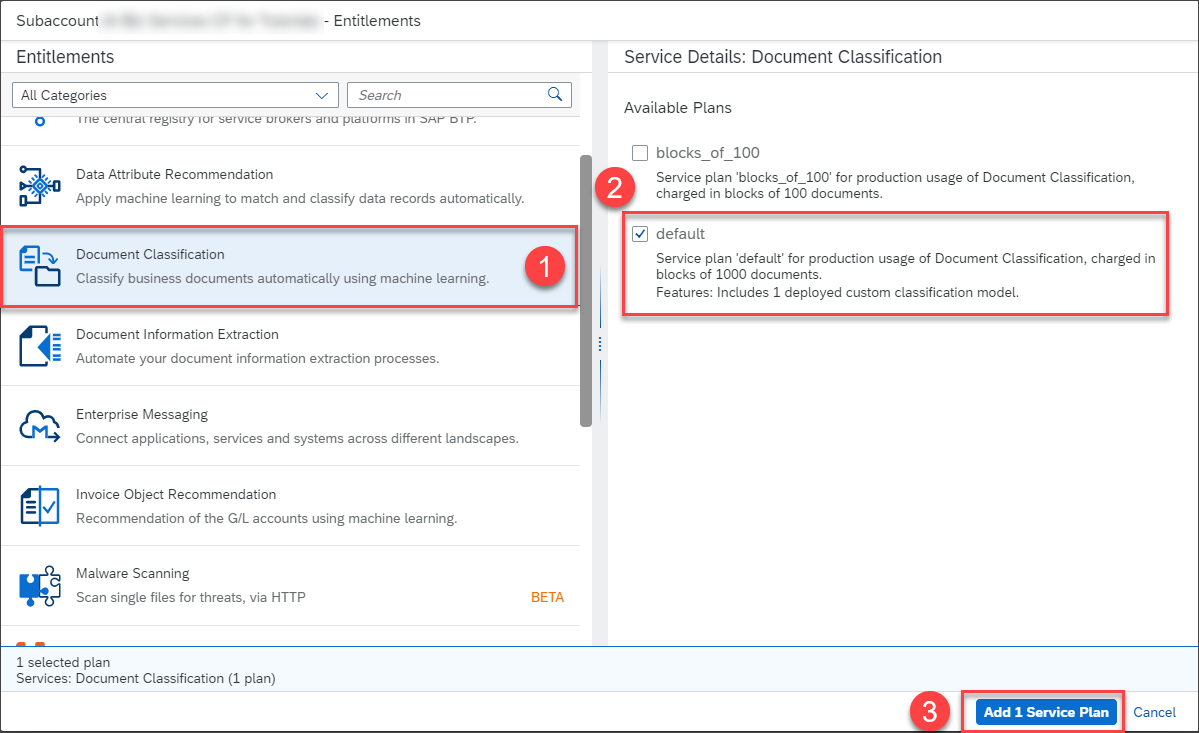 Subaccount - Entitlements
Entitlements
All Categories
Search
The central registry for service brokers and platforms in SAP BTP.
Data Attribute Recommendation
Apply machine learning to match and classify data records automatically.
Document Classification
Classify business documents automatically using machine learning.
1
Document Information Extraction
Automate your document information extraction processes.
Enterprise Messaging
Connect applications, services and systems across different landscapes.
Invoice Object Recommendation
Recommendation of the G/L accounts using machine learning.
Malware Scanning
Scan single files for threats, via HTTP
BETA
Service Details: Document Classification
Available Plans
blocks_of_100
Service plan 'blocks_of_100' for production usage of Document Classification,
charged in blocks of 100 documents.
2
default
Service plan 'default' for production usage of Document Classification, charged in
blocks of 1000 documents.
Features: Includes 1 deployed custom classification model.
1 selected plan
Services: Document Classification (1 plan)
3
Add 1 Service Plan
Cancel